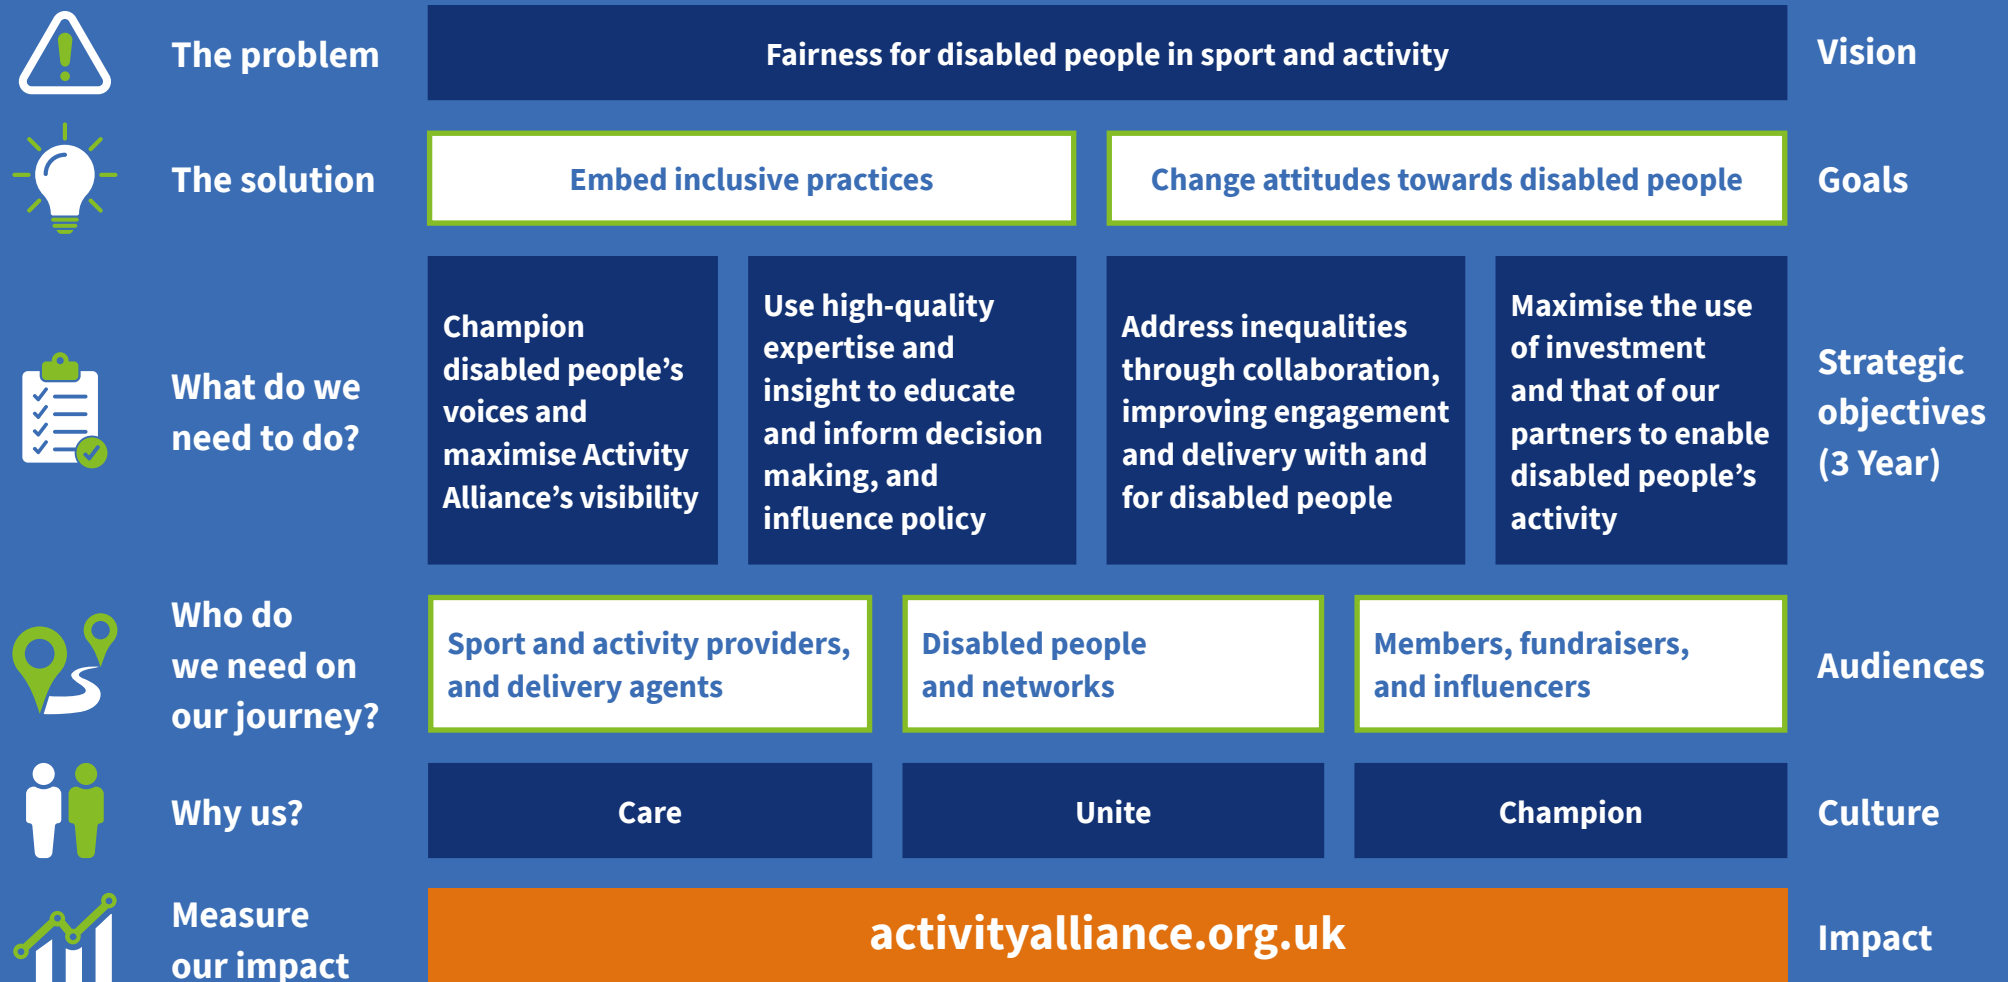 The problem
Fairness for disabled people in sport and activity
Vision
The solution
Embed inclusive practices
Change attitudes towards disabled people
Goals
What do we
need to do?
Champion
disabled people’s
voices and
maximise Activity
Alliance’s visibility
Use high-quality
expertise and
insight to educate
and inform decision
making, and
influence policy
Address inequalities
through collaboration,
improving engagement
and delivery with and
for disabled people
Maximise the use
of investment
and that of our
partners to enable
disabled people’s
activity
Strategic
objectives
(3 Year)
Who do
we need on
our journey?
Sport and activity providers,
and delivery agents
Disabled people
and networks
Members, fundraisers,
and influencers
Audiences
Why us?
Care
Unite
Champion
Culture
Measure
our impact
activityalliance.org.uk
Impact